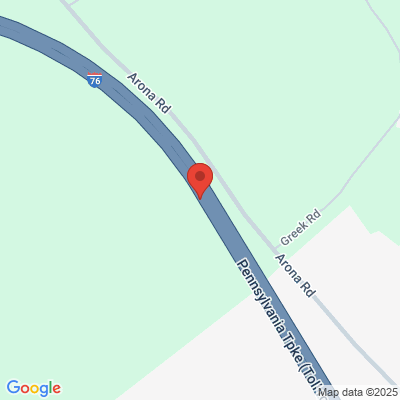 76
Arona Rd
Greek Rd
Arona Rd
Pennsylvania Tpke (Toll
Google
Map data ©2025